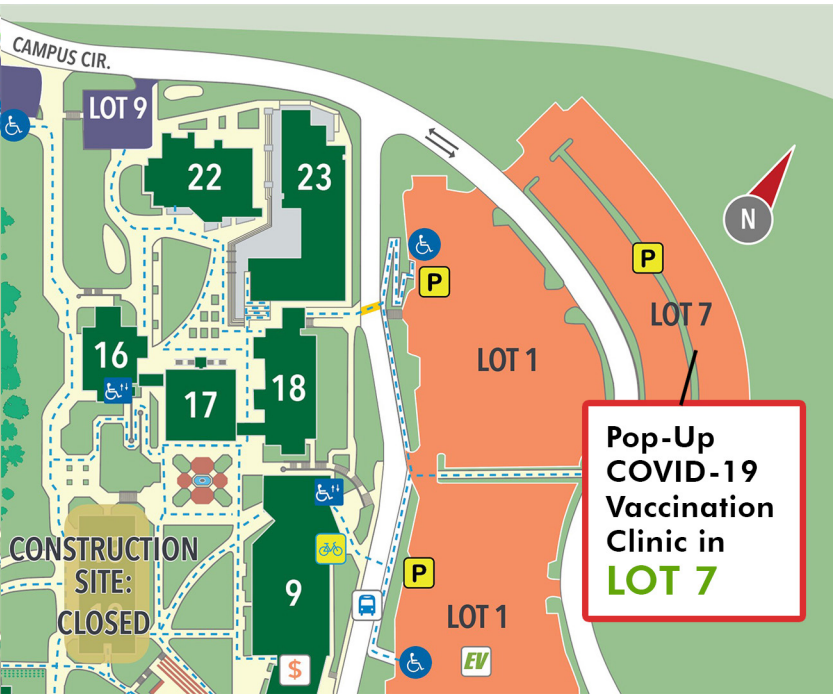 CAMPUS CIR.
LOT 9
22
23
N
P
P
LOT 7
16
LOT 1
17
18
Pop-Up
COVID-19
Vaccination
Clinic in
LOT 7
CONSTRUCTION
SITE:
CLOSED
9
P
LOT 1
EV
$